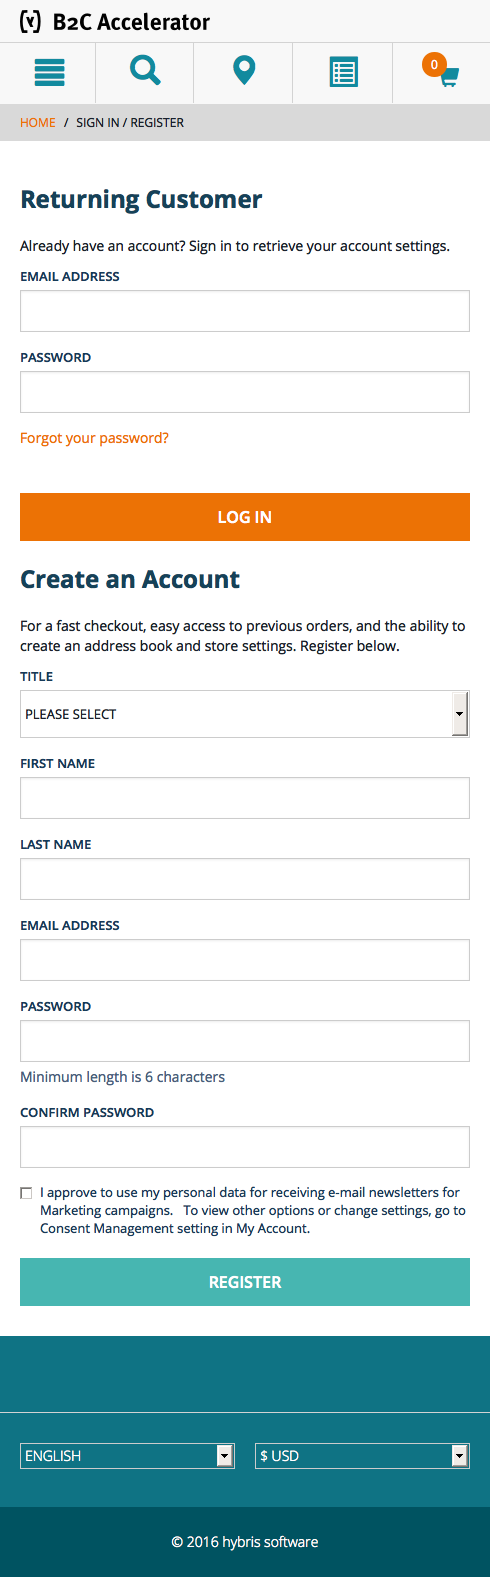 B2C Accelerator
0
HOME / SIGN IN / REGISTER
Returning Customer
Already have an account? Sign in to retrieve your account settings.
EMAIL ADDRESS
PASSWORD
Forgot your password?
LOG IN
Create an Account
For a fast checkout, easy access to previous orders, and the ability to
create an address book and store settings. Register below.
TITLE
PLEASE SELECT
FIRST NAME
LAST NAME
EMAIL ADDRESS
PASSWORD
Minimum length is 6 characters
CONFIRM PASSWORD
I approve to use my personal data for receiving e-mail newsletters for
Marketing campaigns. To view other options or change settings, go to
Consent Management setting in My Account.
REGISTER
ENGLISH $ USD
© 2016 hybris software